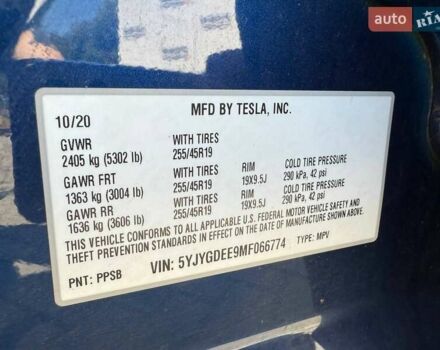 auto
RIA
MFD BY TESLA, INC.
10/20
GVWR WITH TIRES
2405 kg (5302 lb) 255/45R19
GAWR FRT WITH TIRES RIM COLD TIRE PRESSURE
1363 kg (3004 lb) 255/45R19 19X9.5J 290 kPa, 42 psi
GAWR RR WITH TIRES RIM COLD TIRE PRESSURE
1636 kg (3606 lb) 255/45R19 19X9.5J 290 kPa, 42 psi
THIS VEHICLE CONFORMS TO ALL APPLICABLE U.S. FEDERAL MOTOR VEHICLE SAFETY AND
THEFT PREVENTION STANDARDS IN EFFECT ON THE DATE OF MANUFACTURE SHOWN ABOVE.
PNT: PPSB VIN: 5YJYGDEE9MF066774 TYPE: MPV